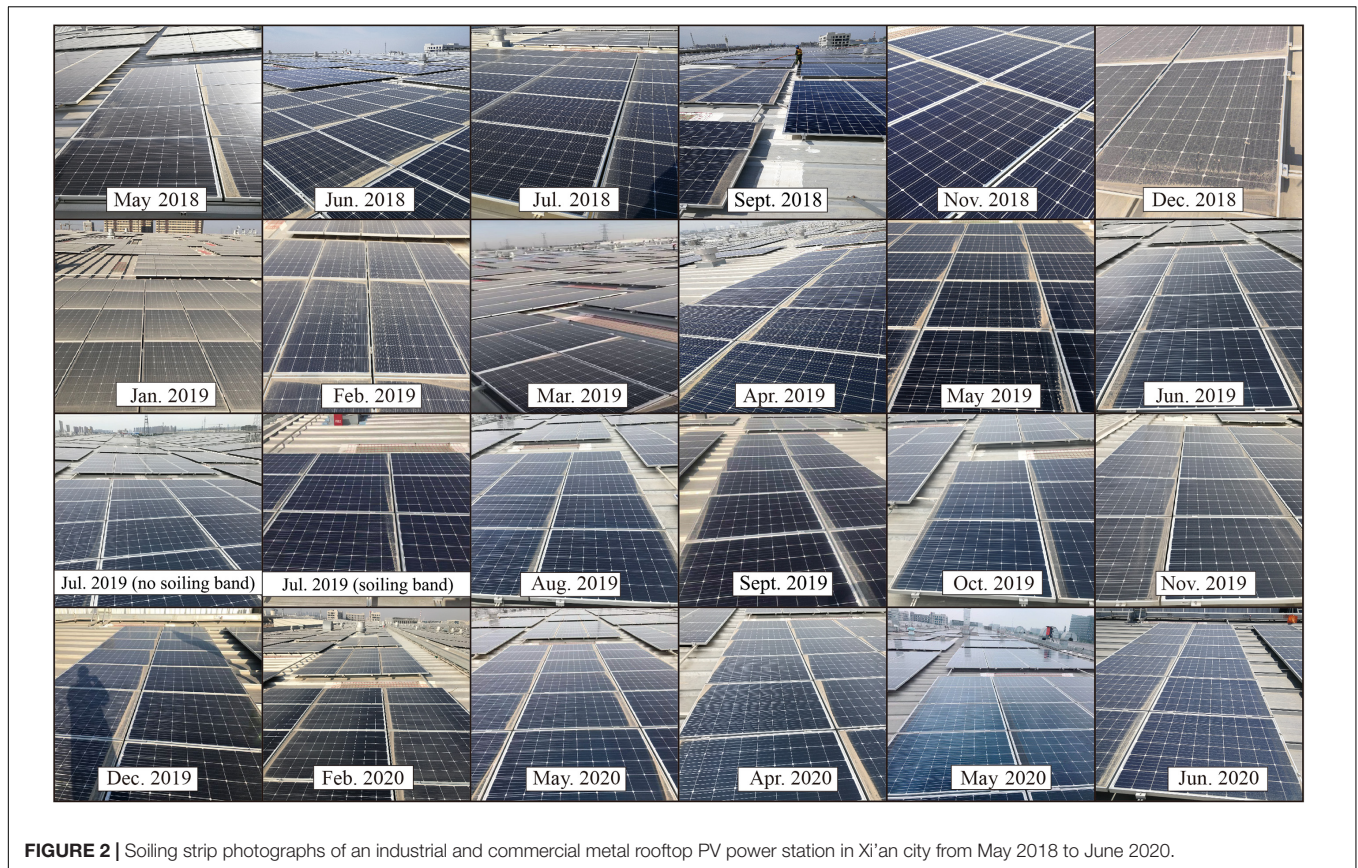 May 2018
Jun. 2018
Jul. 2018
Sept. 2018
Nov. 2018
Dec. 2018
Jan. 2019
Feb. 2019
Mar. 2019
Apr. 2019
May 2019
Jun. 2019
Jul. 2019 (no soiling band)
Jul. 2019 (soiling band)
Aug. 2019
Sept. 2019
Oct. 2019
Nov. 2019
Dec. 2019
Feb. 2020
May. 2020
Apr. 2020
May 2020
Jun. 2020
FIGURE 2 | Soiling strip photographs of an industrial and commercial metal rooftop PV power station in Xi'an city from May 2018 to June 2020.